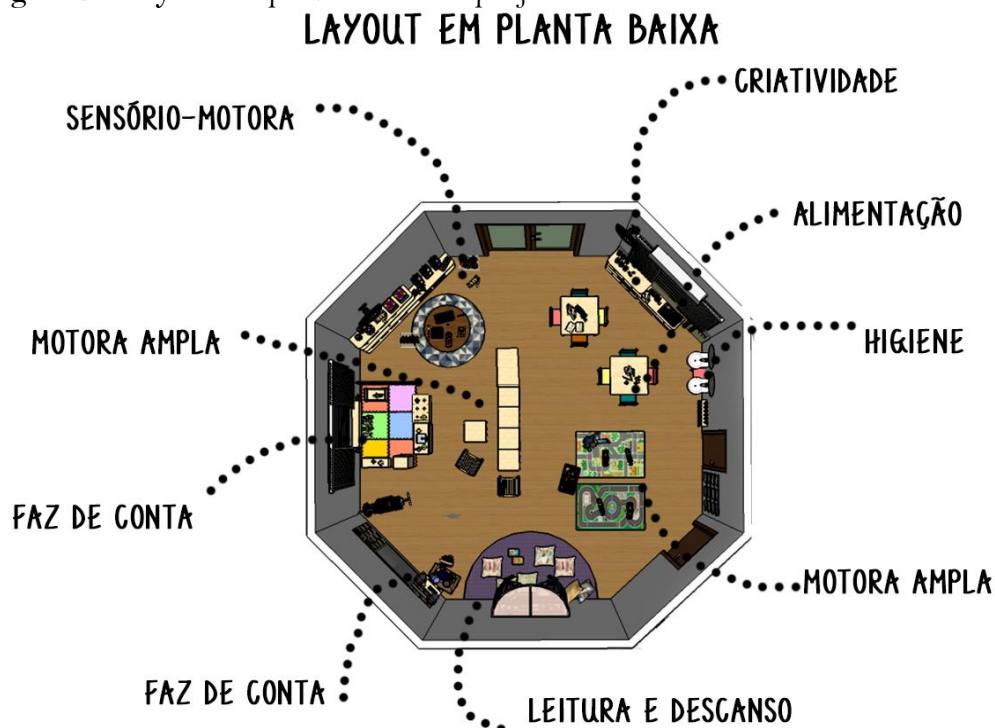 LAYOUT EM PLANTA BAIXA
CRIATIVIDADE
SENSÓRIO-MOTORA
ALIMENTAÇÃO
MOTORA AMPLA
HIGIENE
FAZ DE CONTA
MOTORA AMPLA
FAZ DE CONTA
LEITURA E DESCANSO